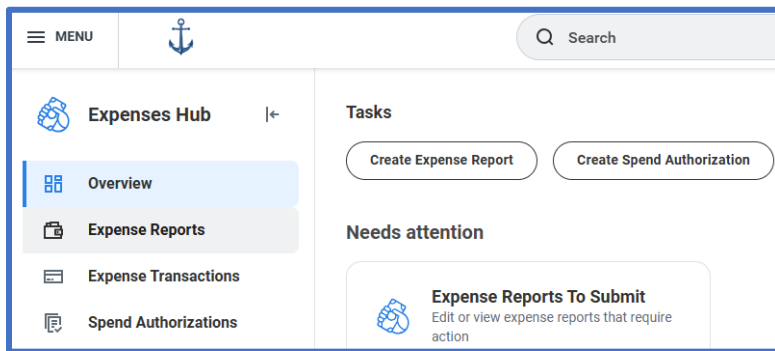 MENU
Search
Expenses Hub
Overview
Expense Reports
Expense Transactions
Spend Authorizations
Tasks
Create Expense Report
Create Spend Authorization
Needs attention
Expense Reports To Submit
Edit or view expense reports that require
action